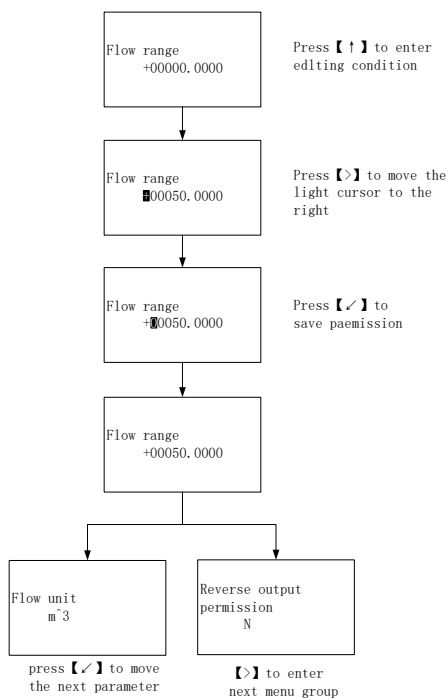 Flow range
+00000.0000
Press【↑】to enter
edlting condition
Flow range
+00050.0000
Press【>】to move the
light cursor to the
right
Flow range
+00050.0000
Press【↙】to
save paemission
Flow range
+00050.0000
Flow unit
m^3
press【↙】to move
the next parameter
Reverse output
permission
N
【>】to enter
next menu group